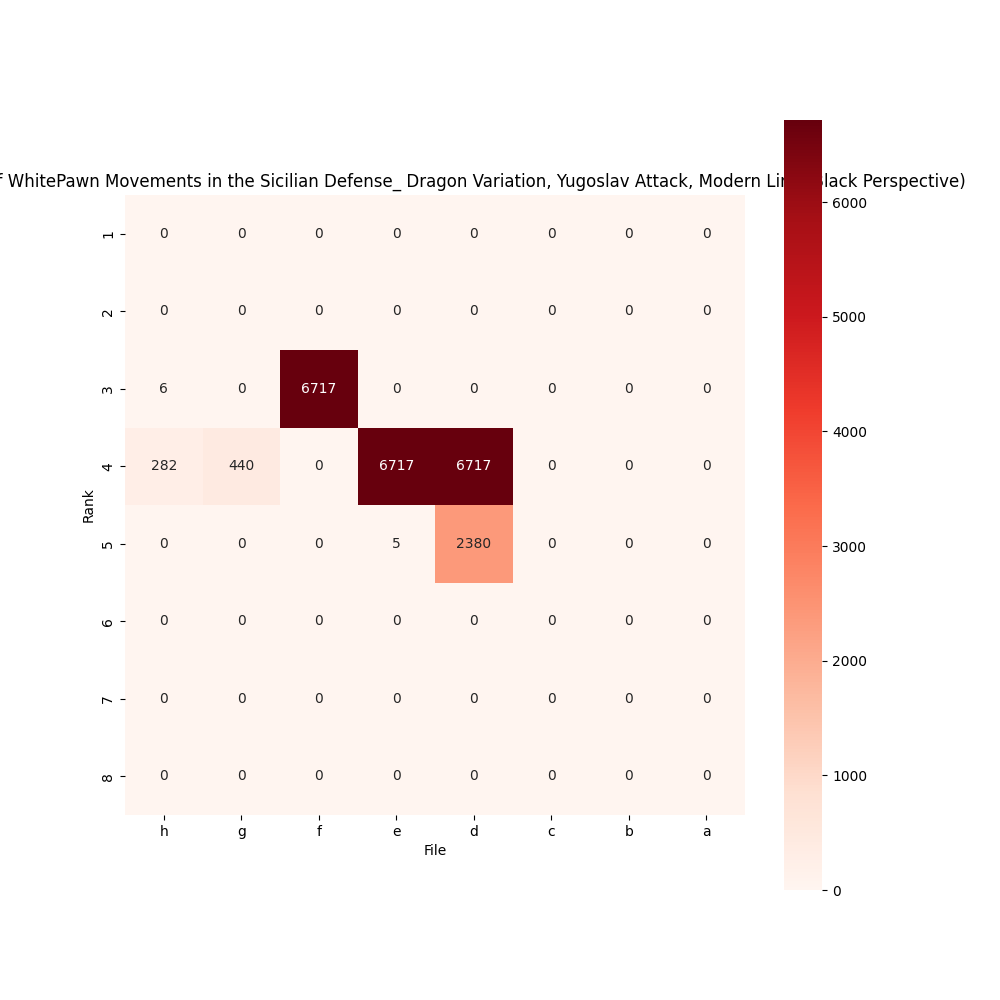 f WhitePawn Movements in the Sicilian Defense_ Dragon Variation, Yugoslav Attack, Modern Line (Black Perspective)
1 0 0 0 0 0 0 0 0
2 0 0 0 0 0 0 0 0
3 6 0 6717 0 0 0 0 0
4 282 440 0 6717 6717 0 0 0
Rank
5 0 0 0 5 2380 0 0 0
6 0 0 0 0 0 0 0 0
7 0 0 0 0 0 0 0 0
8 0 0 0 0 0 0 0 0
h g f e d c b a
File
6000
5000
4000
3000
2000
1000
0